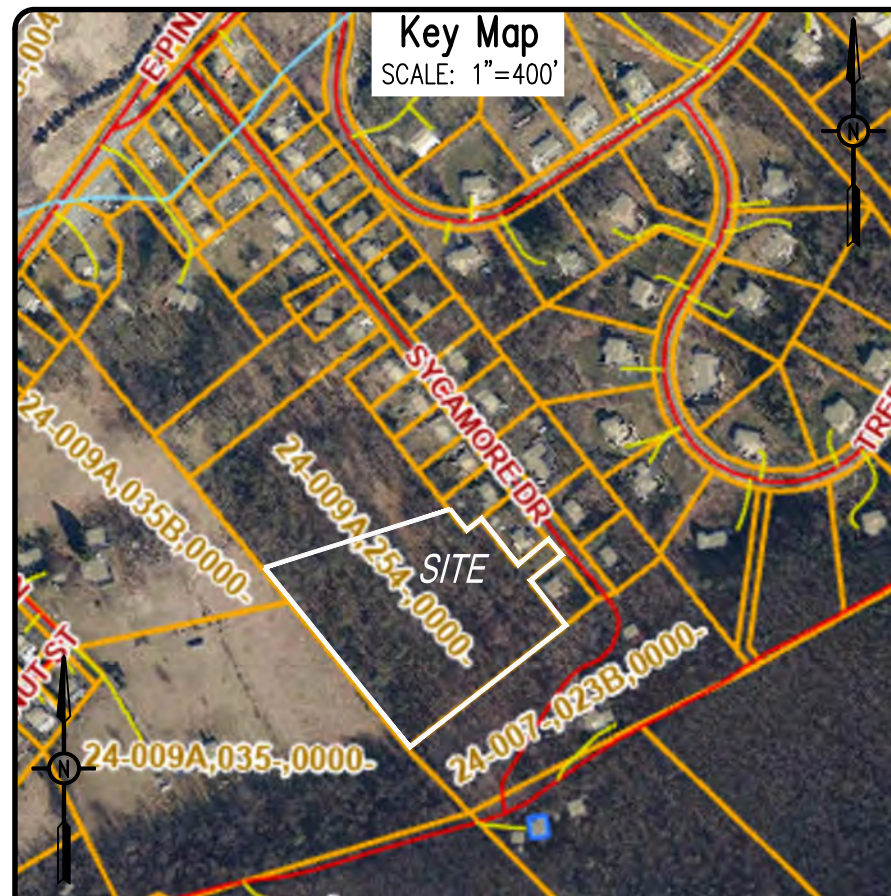 Key Map
SCALE: 1"=400'
N
SYCAMORE DR
24-009A,035B,0000-
24-009A,254-,0000-
SITE
24-007-,023B,0000-
24-009A,035-,0000-
N